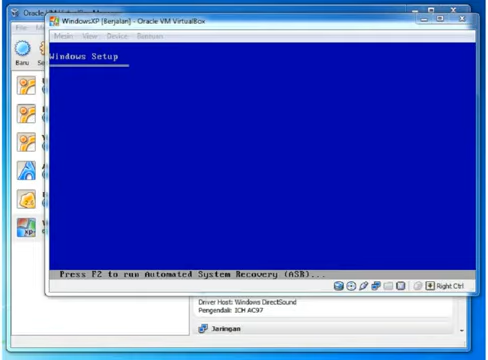 WindowsXP [Berjalan] - Oracle VM VirtualBox
Mesin View Device Bantuan
Baru
Windows Setup
Press F2 to run Automated System Recovery (ASR)...
Right Ctrl
Driver Host: Windows DirectSound
Pengendali: ICH AC97
Jaringan